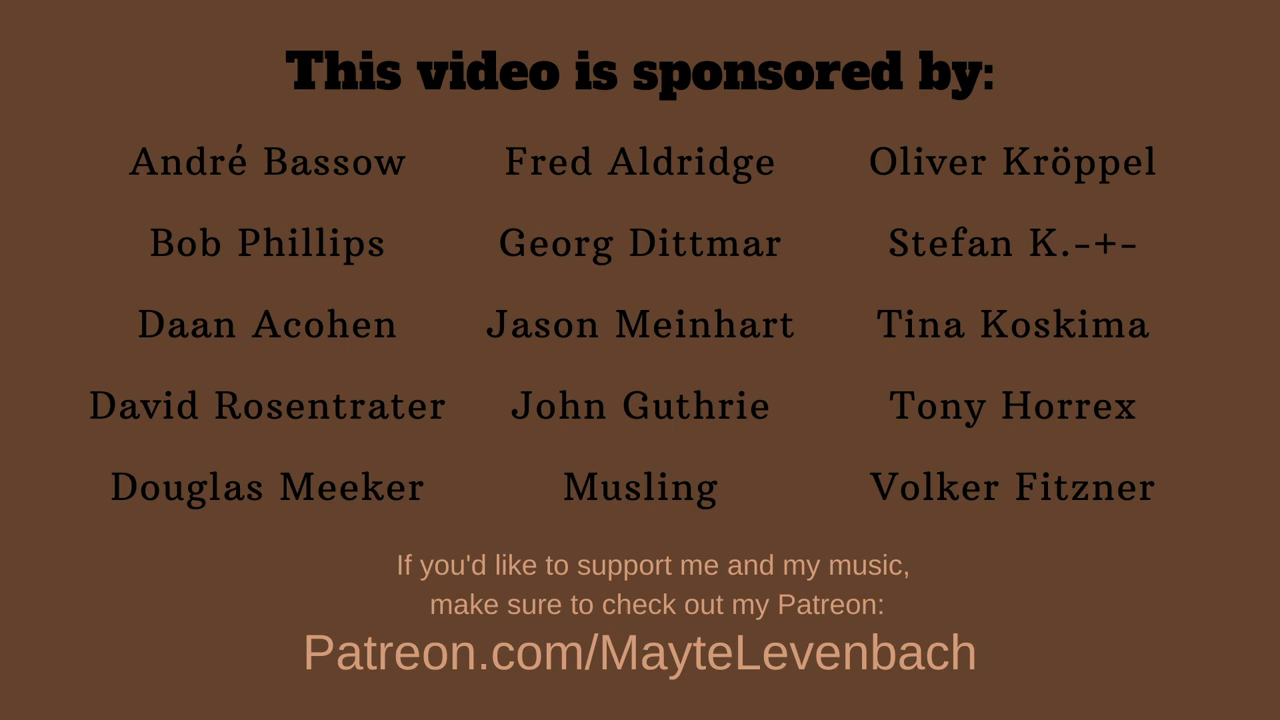 This video is sponsored by:
André Bassow
Bob Phillips
Daan Acohen
David Rosentrater
Douglas Meeker
Fred Aldridge
Georg Dittmar
Jason Meinhart
John Guthrie
Musling
Oliver Kröppel
Stefan K.-+-
Tina Koskima
Tony Horrex
Volker Fitzner
If you'd like to support me and my music,
make sure to check out my Patreon:
Patreon.com/MayteLevenbach